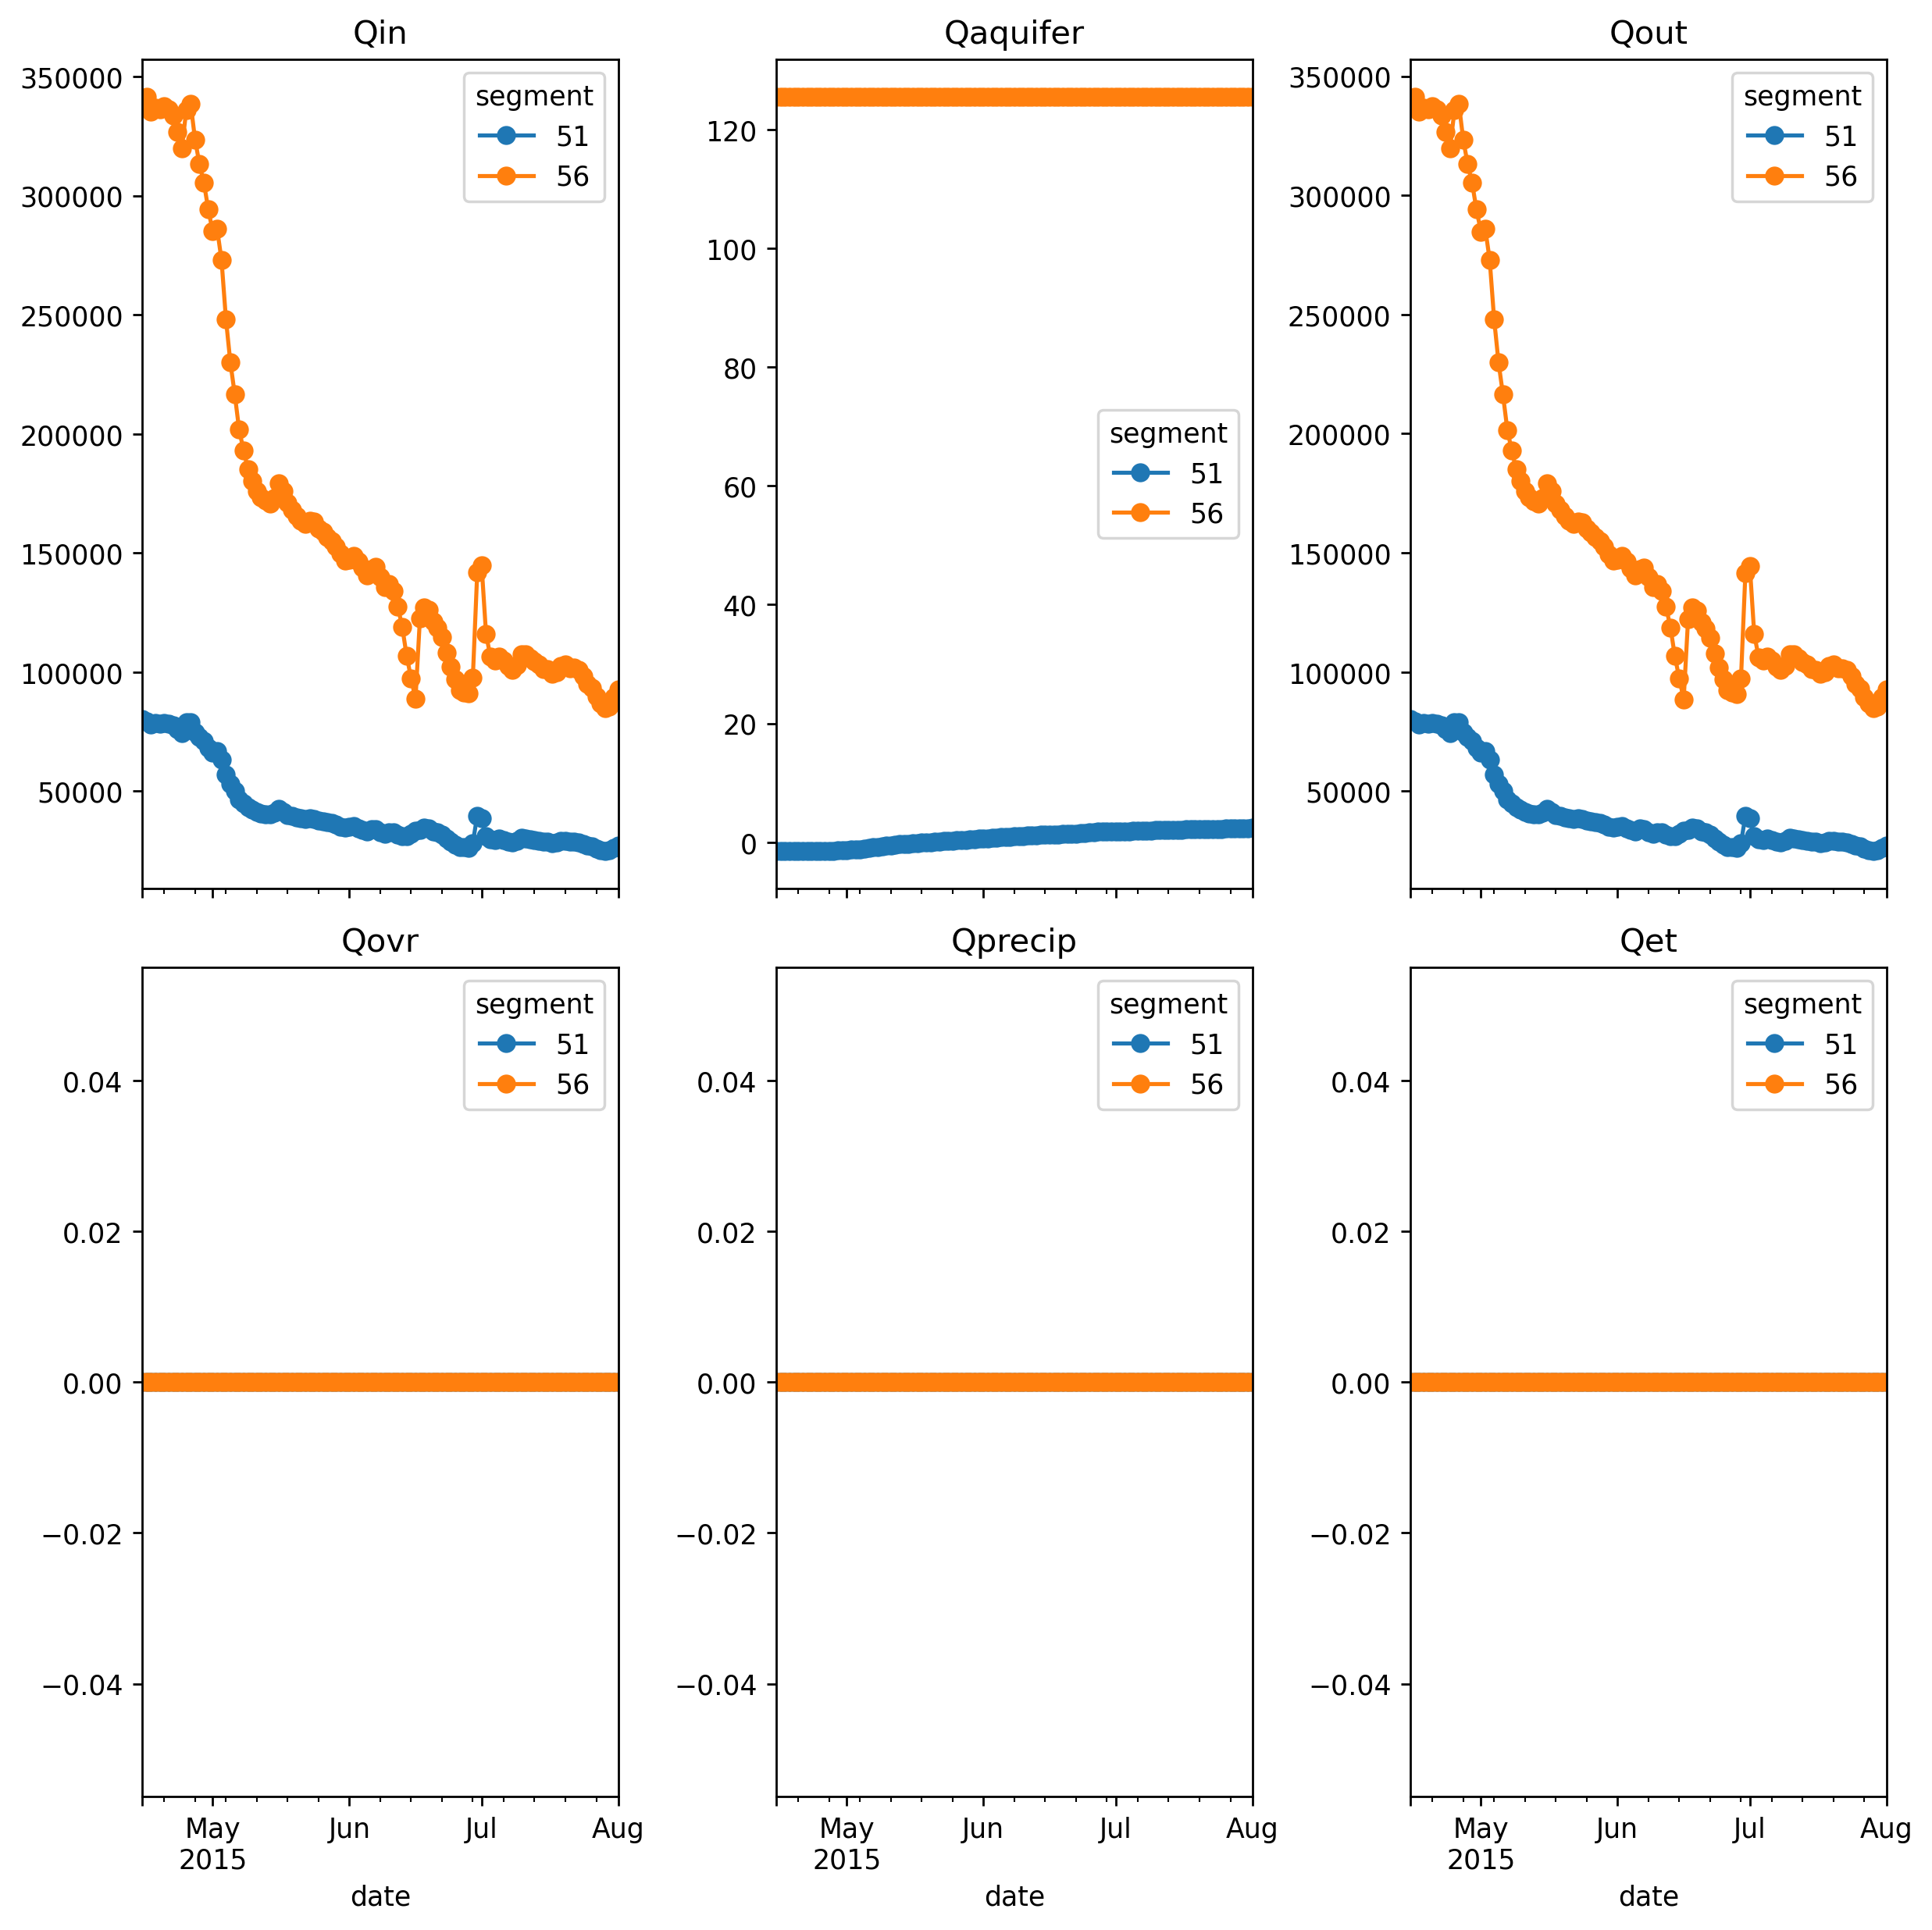 Qin
350000
300000
250000
200000
150000
100000
50000
segment
51
56
Qaquifer
120
100
80
60
40
20
0
segment
51
56
Qout
350000
300000
250000
200000
150000
100000
50000
segment
51
56
Qovr
0.04
0.02
0.00
−0.02
−0.04
segment
51
56
May
2015
Jun
Jul
Aug
date
Qprecip
0.04
0.02
0.00
−0.02
−0.04
segment
51
56
May
2015
Jun
Jul
Aug
date
Qet
0.04
0.02
0.00
−0.02
−0.04
segment
51
56
May
2015
Jun
Jul
Aug
date